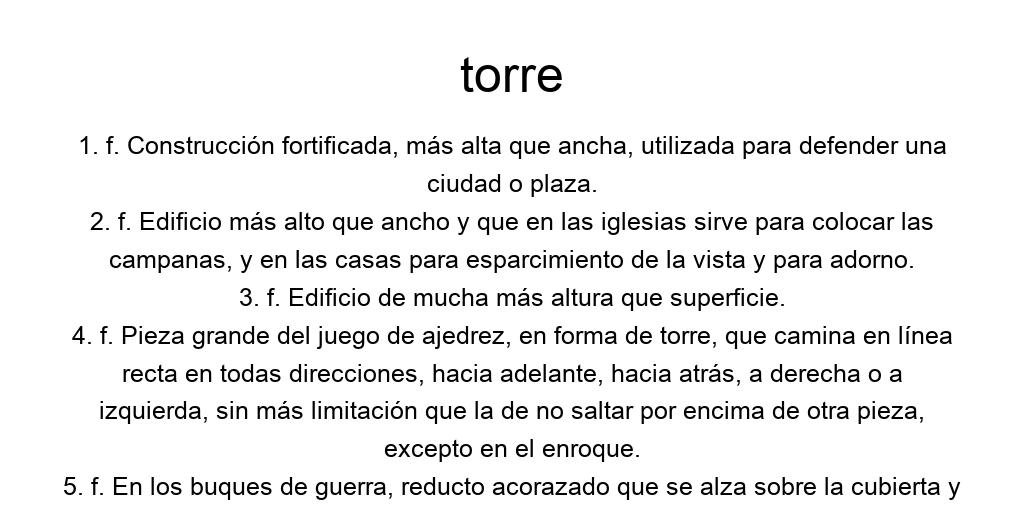 torre
1. f. Construcción fortificada, más alta que ancha, utilizada para defender una
ciudad o plaza.
2. f. Edificio más alto que ancho y que en las iglesias sirve para colocar las
campanas, y en las casas para esparcimiento de la vista y para adorno.
3. f. Edificio de mucha más altura que superficie.
4. f. Pieza grande del juego de ajedrez, en forma de torre, que camina en línea
recta en todas direcciones, hacia adelante, hacia atrás, a derecha o a
izquierda, sin más limitación que la de no saltar por encima de otra pieza,
excepto en el enroque.
5. f. En los buques de guerra, reducto acorazado que se alza sobre la cubierta y